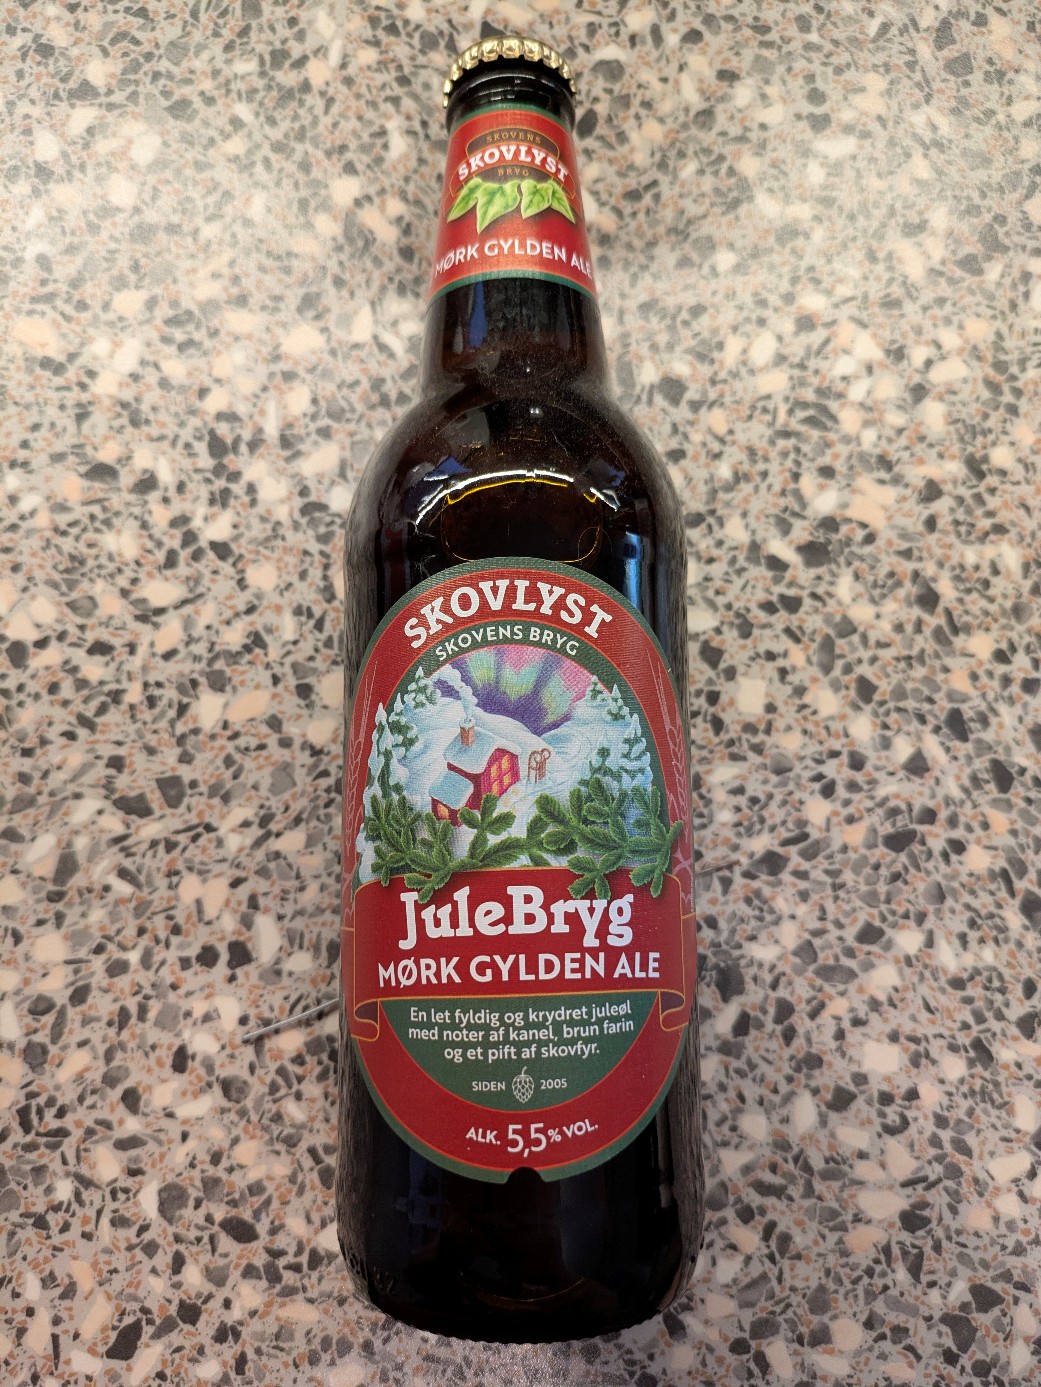 SKOVENS
SKOVLYST
BRYG
MØRK GYLDEN ALE
SKOVLYST
SKOVENS BRYG
JuleBryg
MØRK GYLDEN ALE
En let fyldig og krydret juleøl
med noter af kanel, brun farin
og et pift af skovfyr.
SIDEN 2005
ALK. 5,5% VOL.